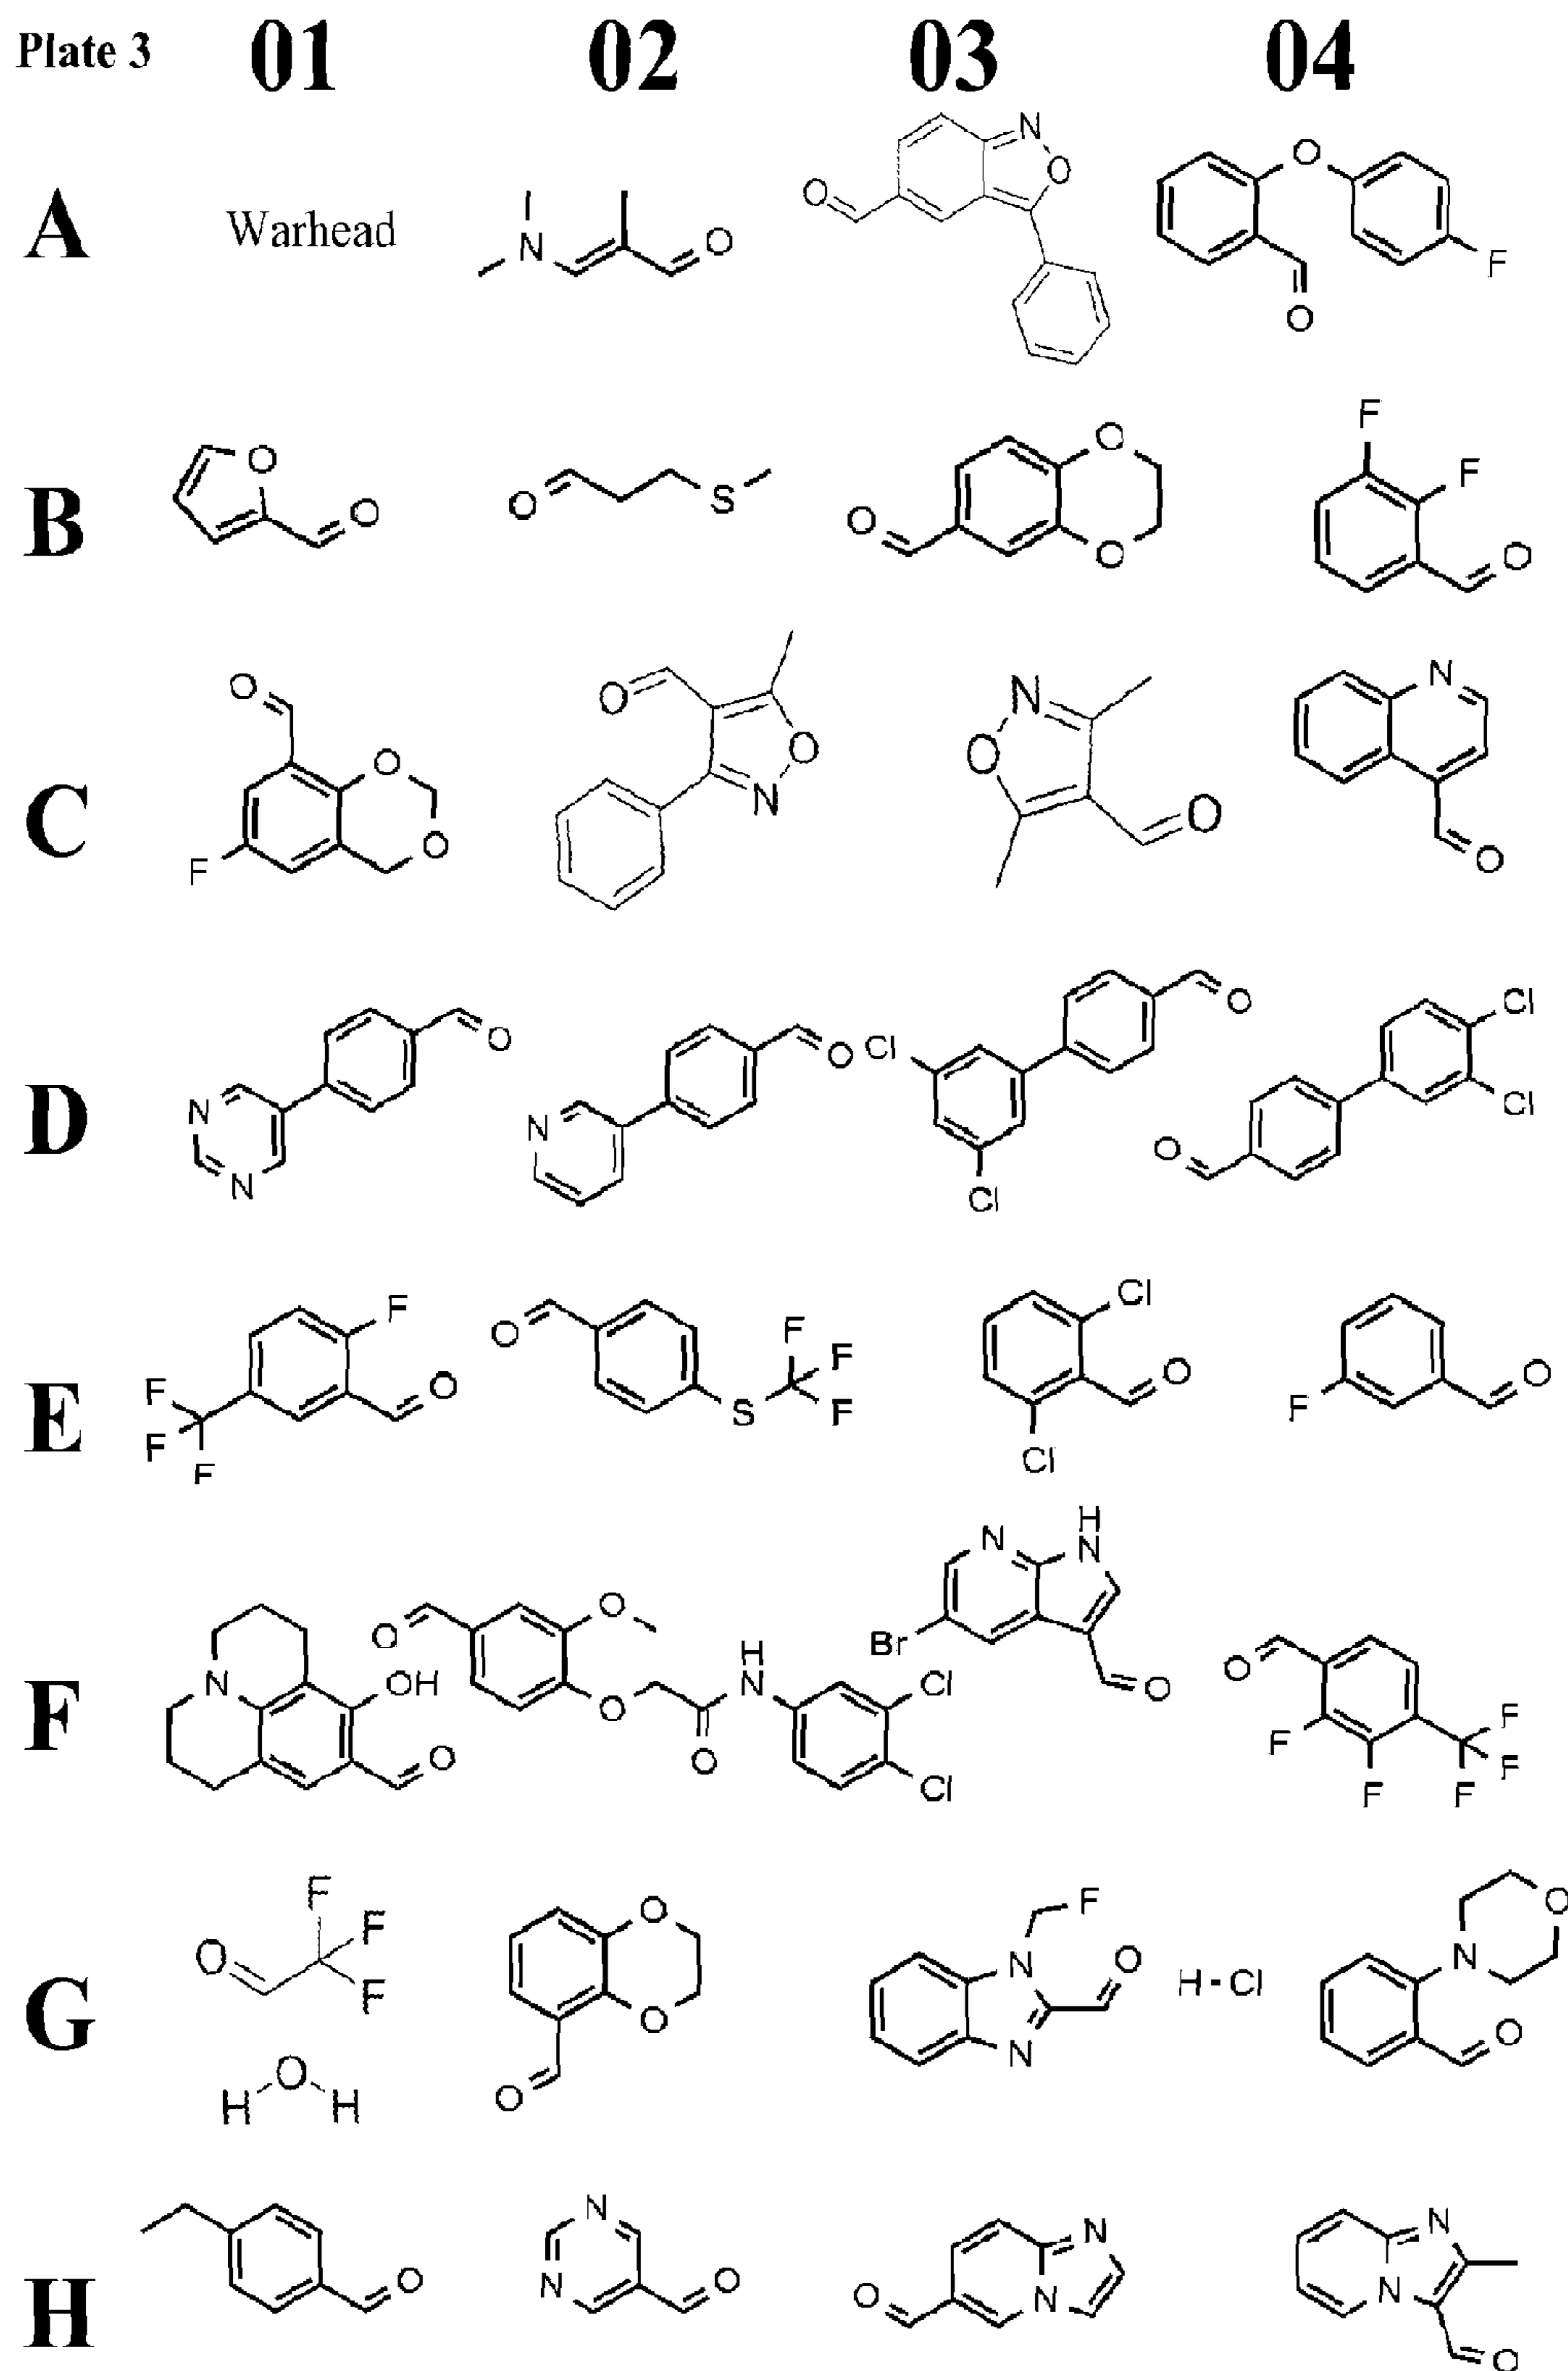 Plate 3 01 02 03 04
A Warhead N O O N O O F O
B O O O S O O O F F O
C O F O O O N O O N O N O
D N N O N O Cl Cl O O Cl Cl
E F F F F O O S F F F Cl Cl O F O
F N OH O O O O H N O Cl Cl N H N Br O O F F F F F
G O F F F H O H O O O F N N O H-Cl O N O
H O N N O O N N N N O